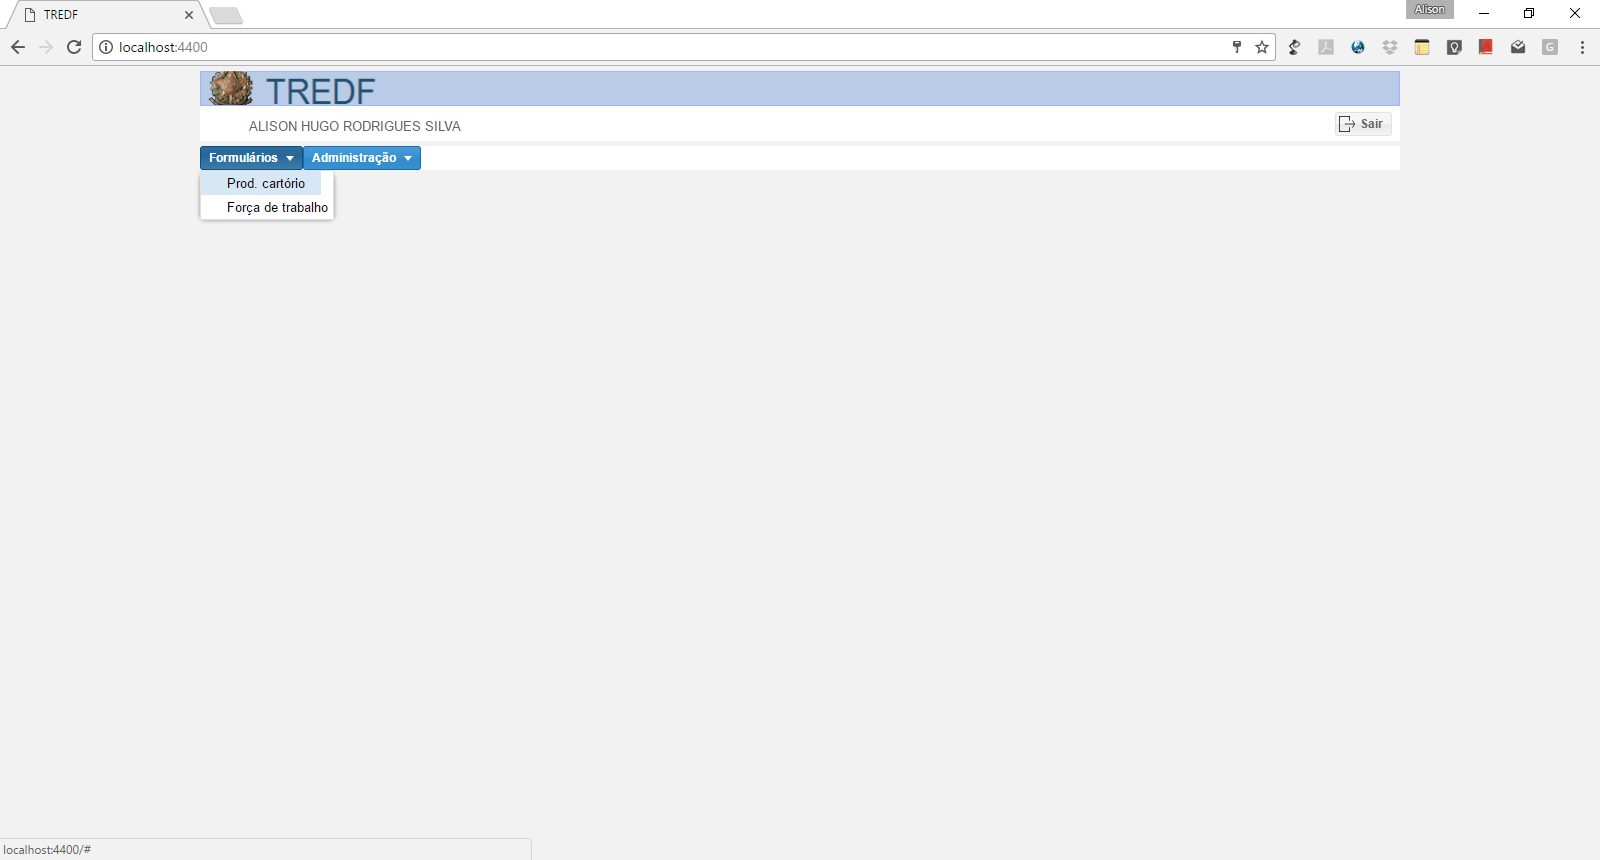 TREDF
Alison
localhost:4400
G
TREDF
ALISON HUGO RODRIGUES SILVA
Sair
Formulários
Administração
Prod. cartório
Força de trabalho
localhost:4400/#